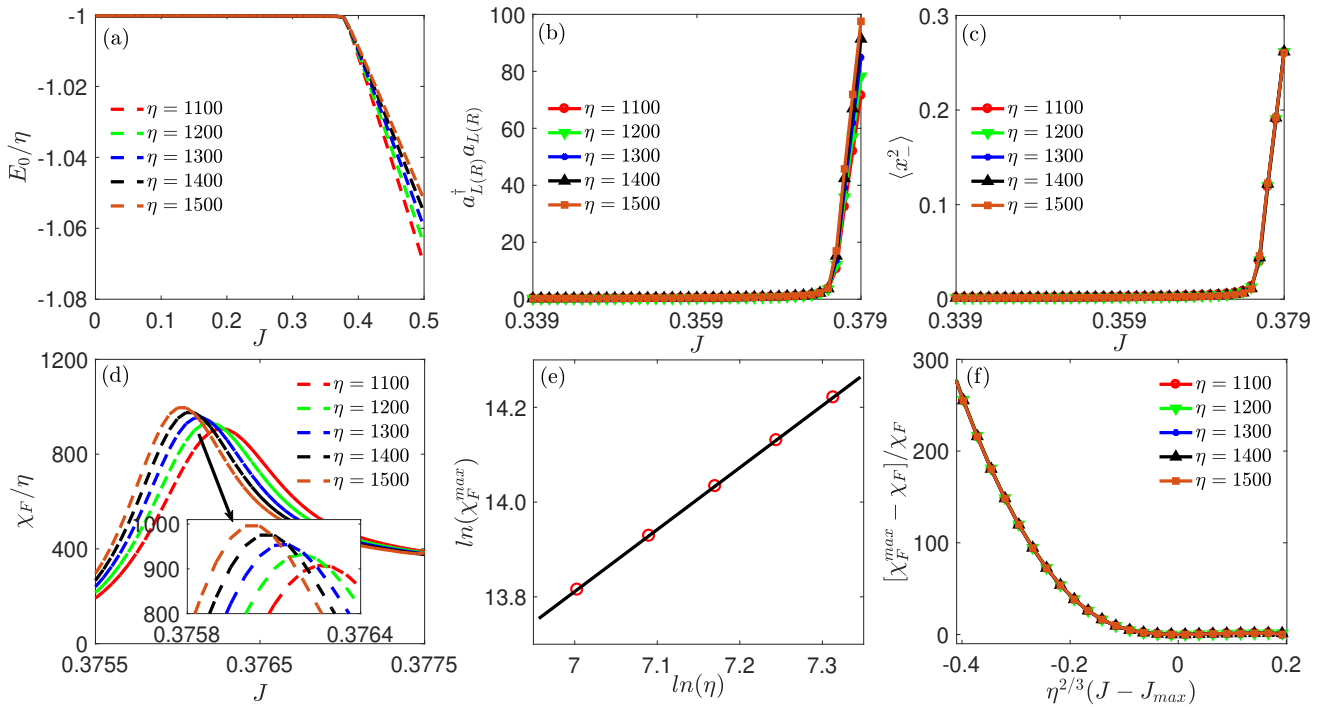 (a)
-1
-1.02
-1.04
-1.06
-1.08
E₀/η
η = 1100
η = 1200
η = 1300
η = 1400
η = 1500
0 0.1 0.2 0.3 0.4 0.5
J
(b)
100
80
60
40
20
0
a†_{L(R)} a_{L(R)}
η = 1100
η = 1200
η = 1300
η = 1400
η = 1500
0.339 0.359 0.379
J
(c)
0.3
0.2
0.1
0
⟨x²₋⟩
η = 1100
η = 1200
η = 1300
η = 1400
η = 1500
0.339 0.359 0.379
J
(d)
1200
1000
800
600
400
200
0
χ_F/η
η = 1100
η = 1200
η = 1300
η = 1400
η = 1500
1000
900
800
0.3758 0.3764
0.3755 0.3765 0.3775
J
(e)
14.2
14.0
13.8
ln(χ_F^{max})
7 7.1 7.2 7.3
ln(η)
(f)
300
200
100
0
[χ_F^{max} − χ_F]/χ_F
η = 1100
η = 1200
η = 1300
η = 1400
η = 1500
-0.4 -0.2 0 0.2
η^{2/3}(J − J_{max})